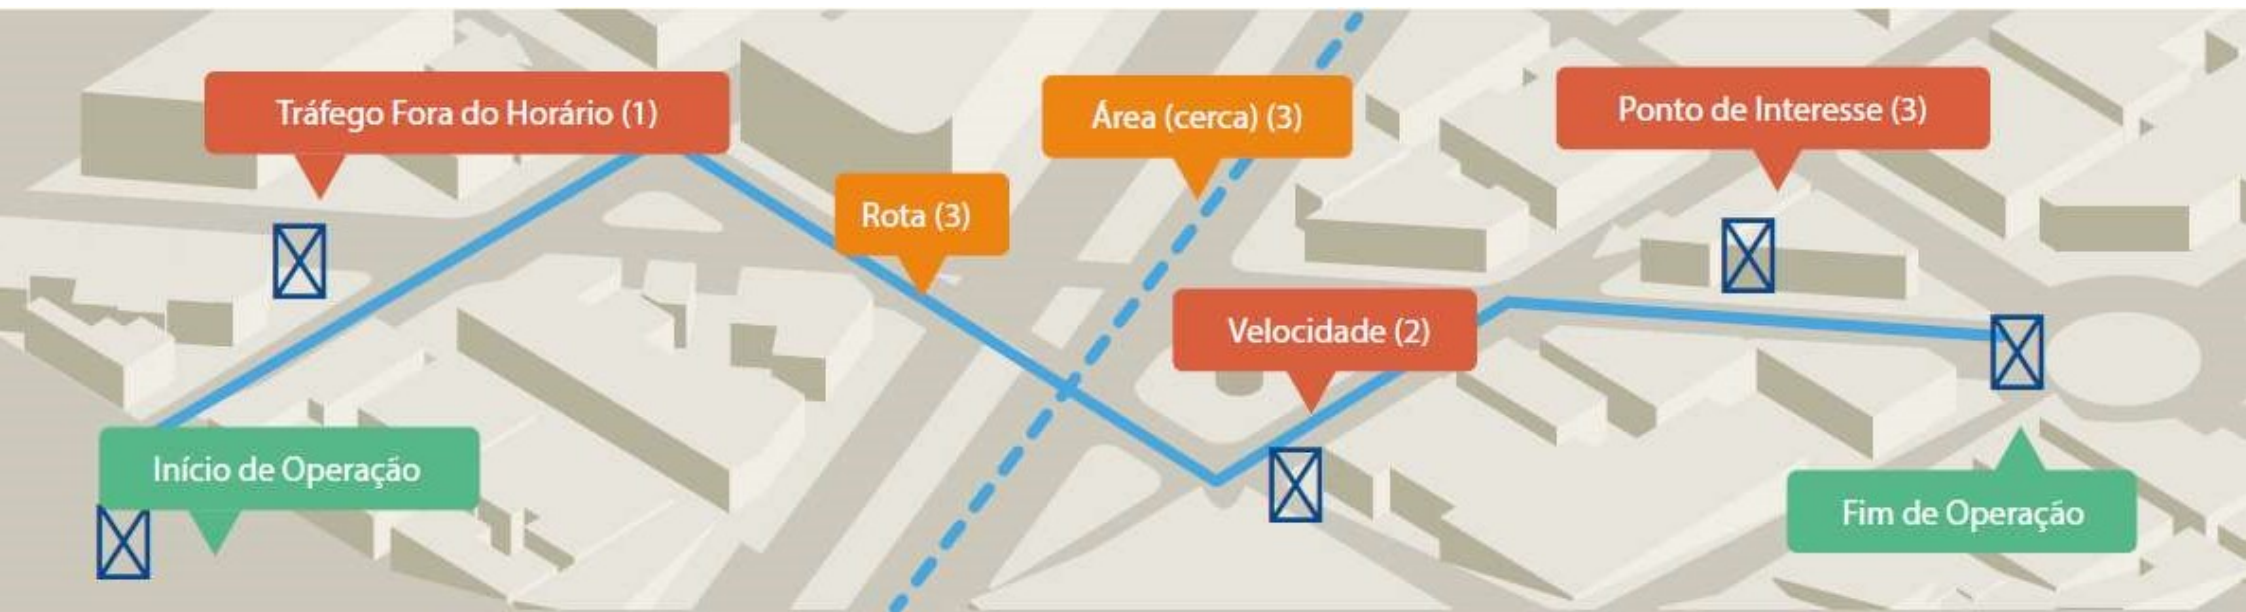 Tráfego Fora do Horário (1)
Área (cerca) (3)
Ponto de Interesse (3)
Rota (3)
Velocidade (2)
Início de Operação
Fim de Operação